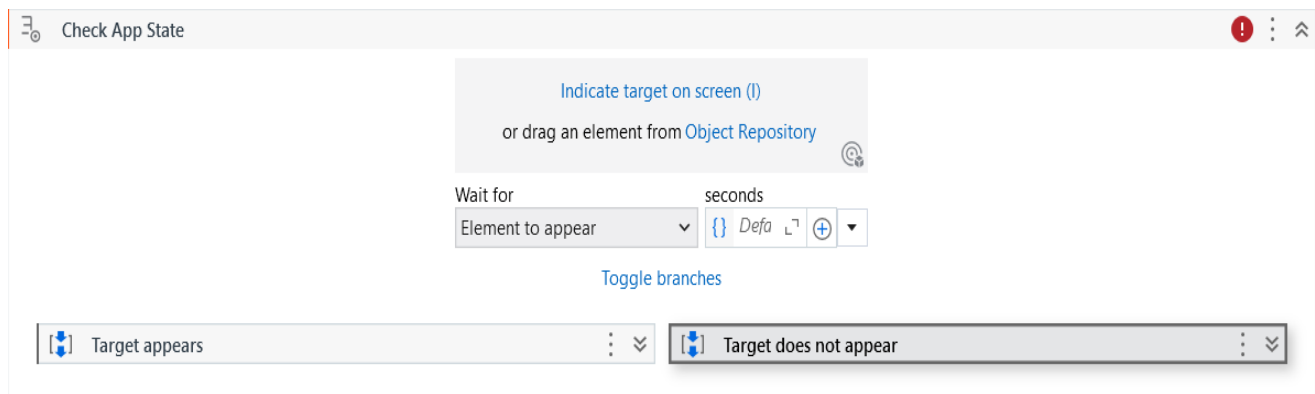 Check App State
Indicate target on screen (I)
or drag an element from Object Repository
Wait for seconds
Element to appear {} Defa
Toggle branches
Target appears Target does not appear